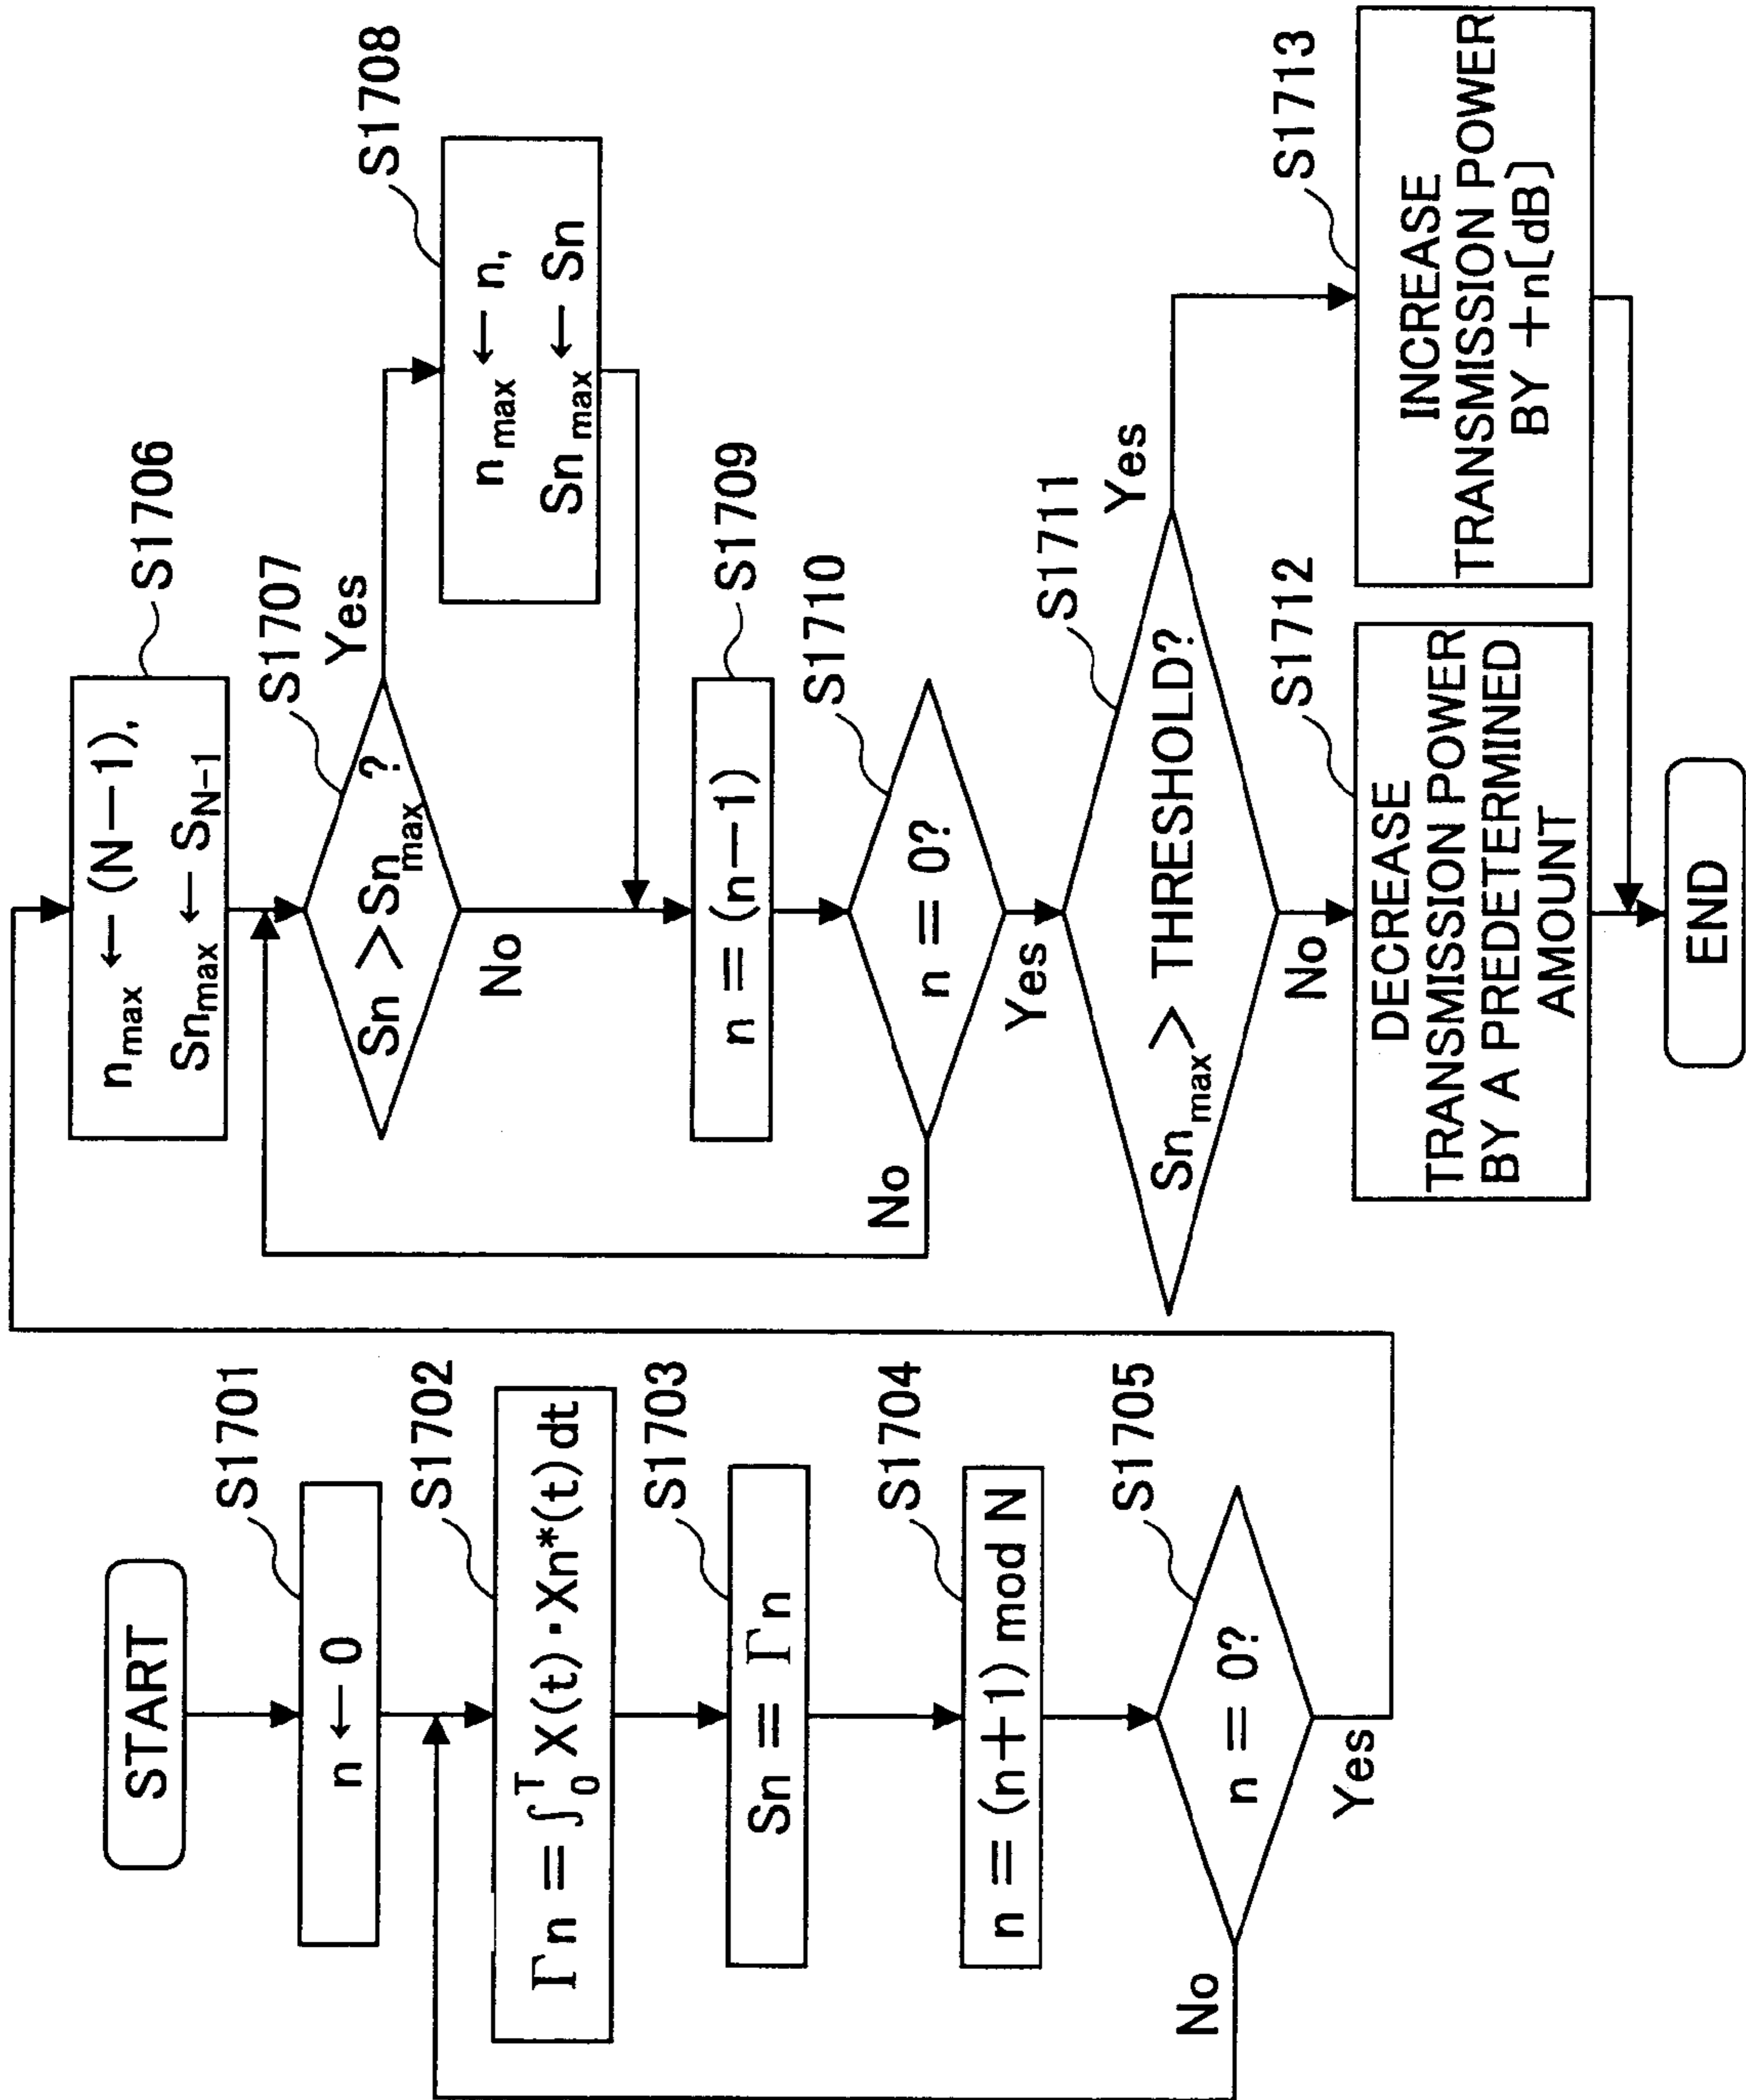 START
S1701
n ← 0
S1702
Γn = ∫₀ᵀ X(t)·Xn*(t)dt
S1703
Sn = Γn
S1704
n = (n+1) mod N
S1705
n = 0?
No
Yes
S1706
n_max ← (N−1),
Sn_max ← S_N−1
S1707
Sn > Sn_max ?
Yes
No
S1708
n_max ← n,
Sn_max ← Sn
S1709
n = (n−1)
S1710
n = 0?
No
Yes
S1711
Sn_max > THRESHOLD?
Yes
No
S1712
DECREASE
TRANSMISSION POWER
BY A PREDETERMINED
AMOUNT
S1713
INCREASE
TRANSMISSION POWER
BY +n[dB]
END